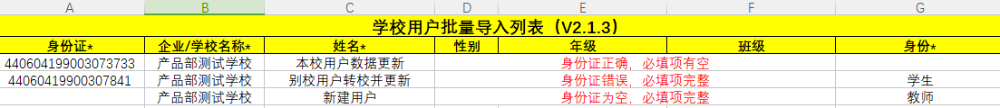 A B C D E F G
学校用户批量导入列表（V2.1.3）
身份证* 企业/学校名称* 姓名* 性别 年级 班级 身份*
440604199003073733 产品部测试学校 本校用户数据更新 身份证正确，必填项有空
44060419900307841 产品部测试学校 别校用户转校并更新 身份证错误，必填项完整 学生
产品部测试学校 新建用户 身份证为空，必填项完整 教师